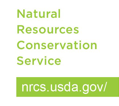 Natural
Resources
Conservation
Service
nrcs.usda.gov/